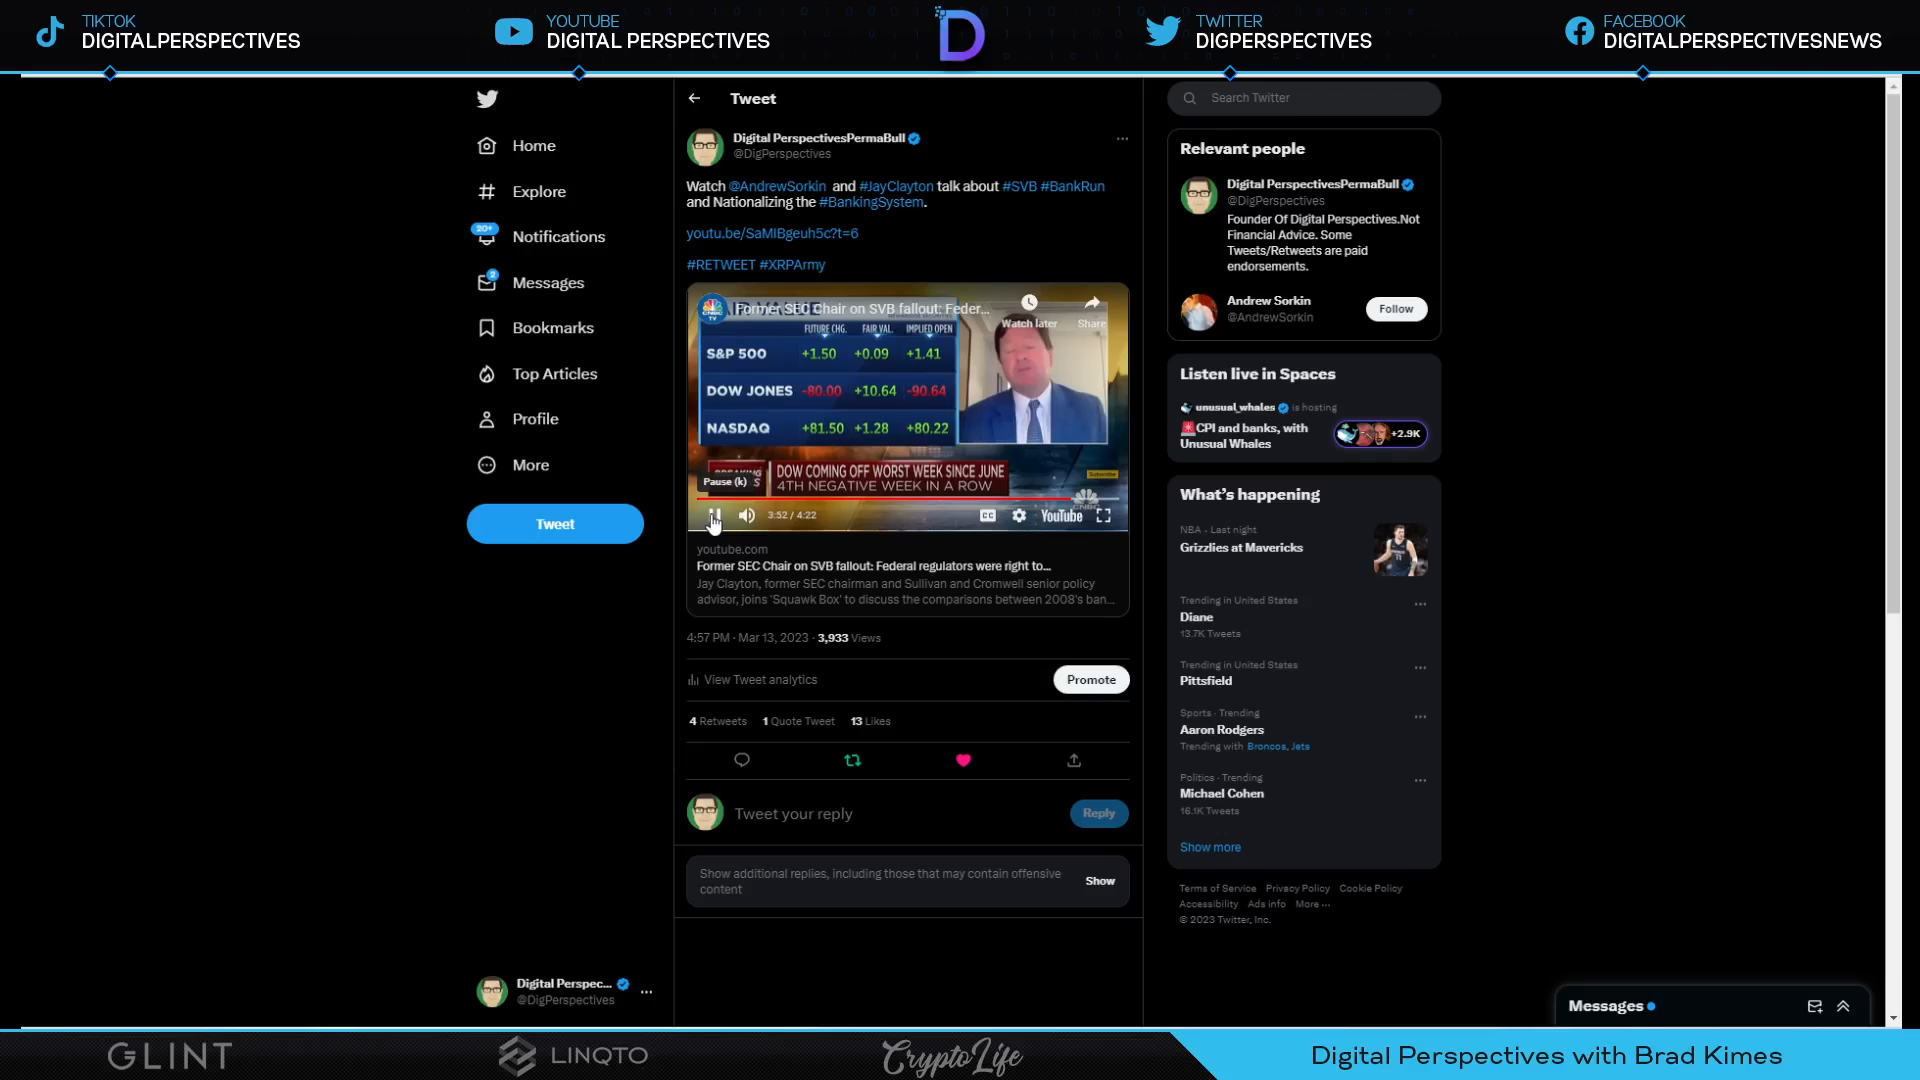 TIKTOK
DIGITALPERSPECTIVES
YOUTUBE
DIGITAL PERSPECTIVES
D
TWITTER
DIGPERSPECTIVES
FACEBOOK
DIGITALPERSPECTIVESNEWS
Home
Explore
20+
Notifications
2
Messages
Bookmarks
Top Articles
Profile
More
Tweet
Digital Perspec...
@DigPerspectives
Tweet
Digital PerspectivesPermaBull
@DigPerspectives
Watch @AndrewSorkin and #JayClayton talk about #SVB #BankRun
and Nationalizing the #BankingSystem.
youtu.be/SaMIBgeuh5c?t=6
#RETWEET #XRPArmy
Former SEC Chair on SVB fallout: Feder...
Watch later
Share
FUTURE CHG. FAIR VAL. IMPLIED OPEN
S&P 500 +1.50 +0.09 +1.41
DOW JONES -80.00 +10.64 -90.64
NASDAQ +81.50 +1.28 +80.22
DOW COMING OFF WORST WEEK SINCE JUNE
4TH NEGATIVE WEEK IN A ROW
Subscribe
Pause (k)
3:52 / 4:22
CC
YouTube
youtube.com
Former SEC Chair on SVB fallout: Federal regulators were right to...
Jay Clayton, former SEC chairman and Sullivan and Cromwell senior policy
advisor, joins 'Squawk Box' to discuss the comparisons between 2008's ban...
4:57 PM · Mar 13, 2023 · 3,933 Views
View Tweet analytics
Promote
4 Retweets 1 Quote Tweet 13 Likes
Tweet your reply
Reply
Show additional replies, including those that may contain offensive
content
Show
Search Twitter
Relevant people
Digital PerspectivesPermaBull
@DigPerspectives
Founder Of Digital Perspectives.Not
Financial Advice. Some
Tweets/Retweets are paid
endorsements.
Andrew Sorkin
@AndrewSorkin
Follow
Listen live in Spaces
unusual_whales is hosting
CPI and banks, with
Unusual Whales
+2.9K
What's happening
NBA · Last night
Grizzlies at Mavericks
Trending in United States
Diane
13.7K Tweets
Trending in United States
Pittsfield
Sports · Trending
Aaron Rodgers
Trending with Broncos, Jets
Politics · Trending
Michael Cohen
16.1K Tweets
Show more
Terms of Service Privacy Policy Cookie Policy
Accessibility Ads info More ···
© 2023 Twitter, Inc.
Messages
GLINT
LINQTO
CryptoLife
Digital Perspectives with Brad Kimes